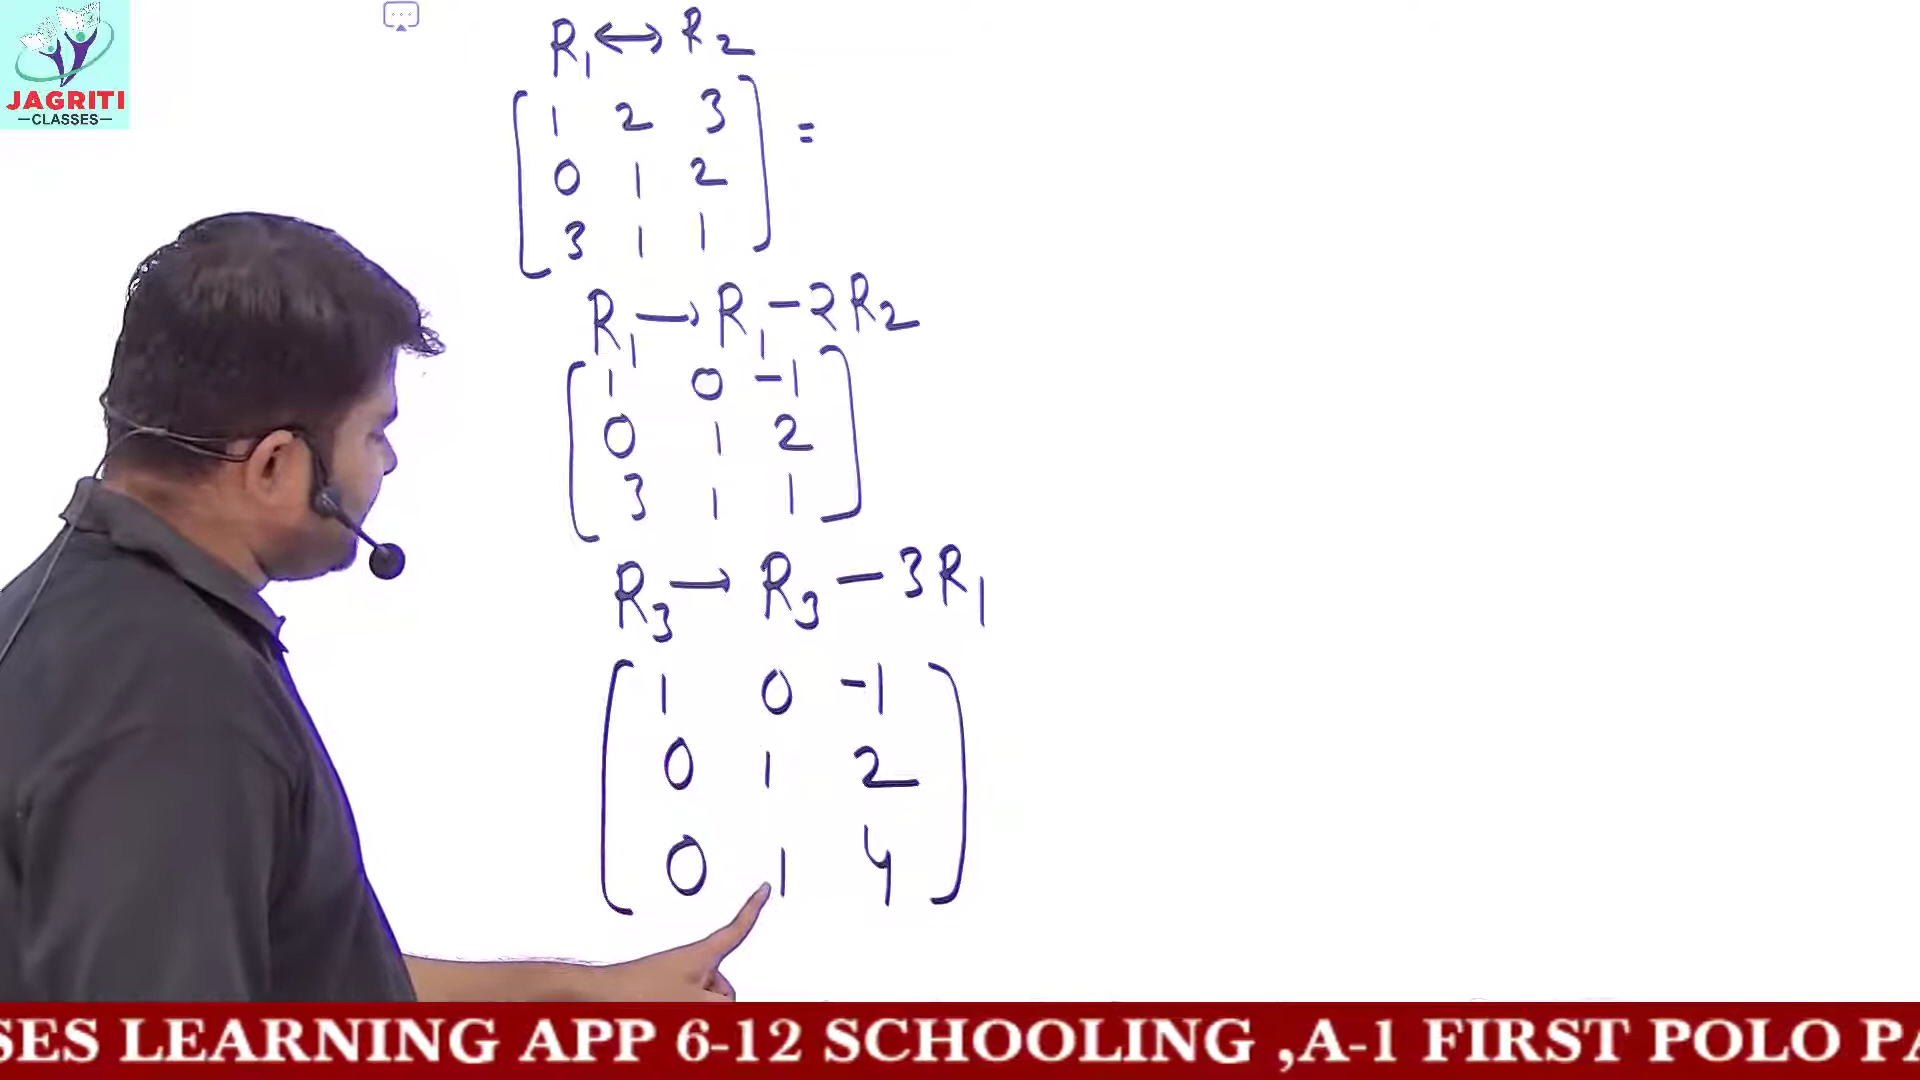 JAGRITI
—CLASSES—
R₁ ↔ R₂
1 2 3
0 1 2 =
3 1 1
R₁ → R₁ - 2R₂
1 0 -1
0 1 2
3 1 1
R₃ → R₃ - 3R₁
1 0 -1
0 1 2
0 1 4
SES LEARNING APP 6-12 SCHOOLING ,A-1 FIRST POLO PA